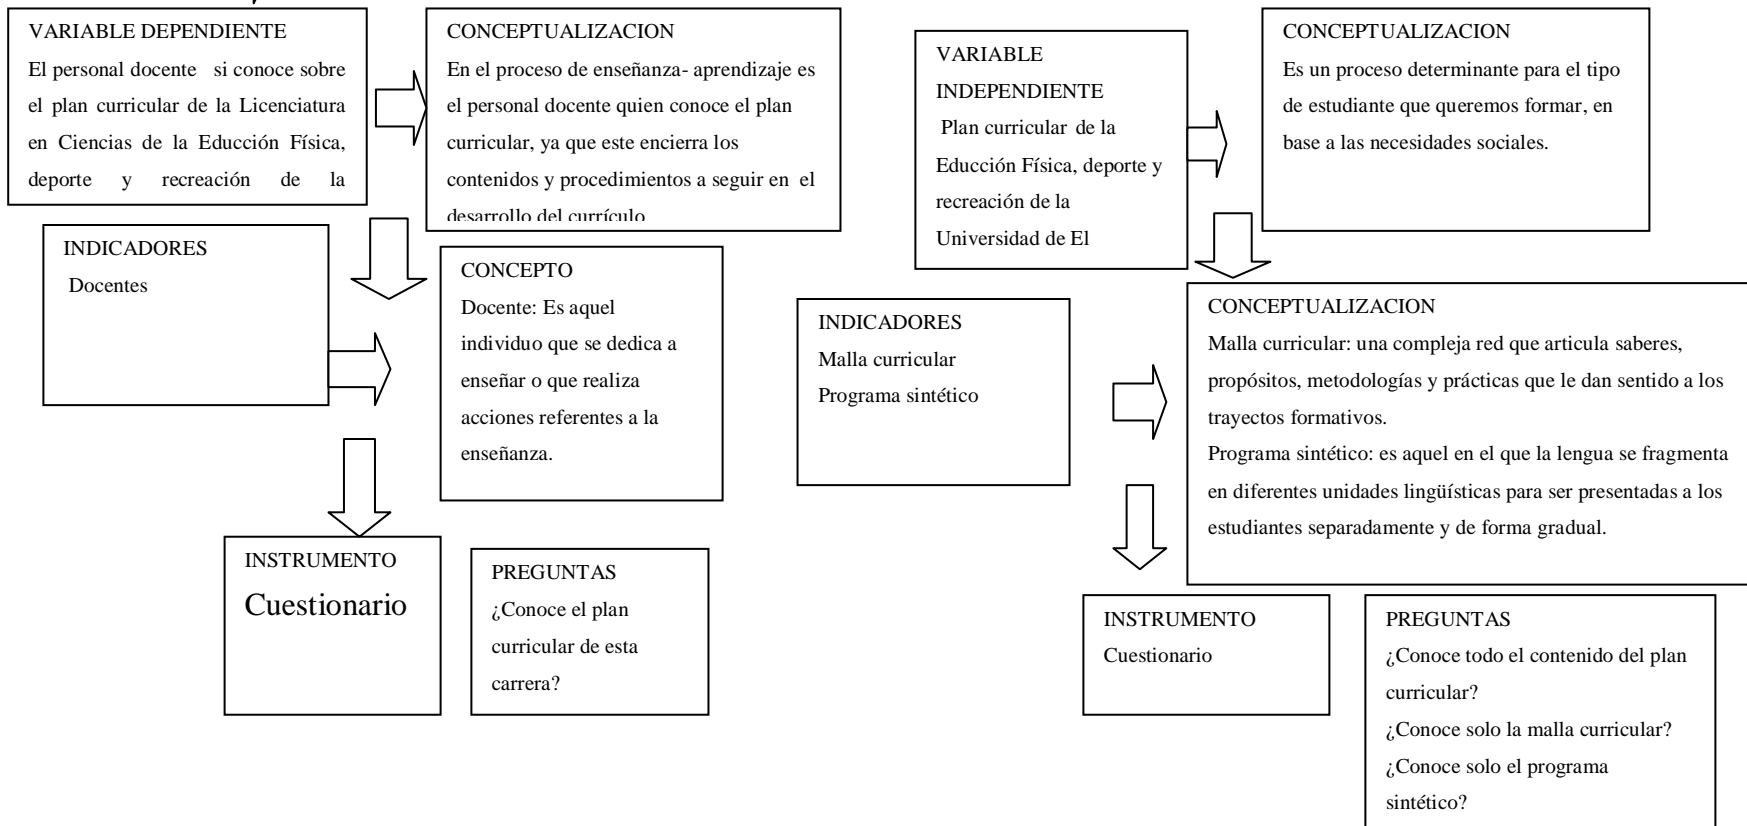 VARIABLE DEPENDIENTE
El personal docente si conoce sobre
el plan curricular de la Licenciatura
en Ciencias de la Educción Física,
deporte y recreación de la
CONCEPTUALIZACION
En el proceso de enseñanza- aprendizaje es
el personal docente quien conoce el plan
curricular, ya que este encierra los
contenidos y procedimientos a seguir en el
desarrollo del currículo
INDICADORES
Docentes
CONCEPTO
Docente: Es aquel
individuo que se dedica a
enseñar o que realiza
acciones referentes a la
enseñanza.
INSTRUMENTO
Cuestionario
PREGUNTAS
¿Conoce el plan
curricular de esta
carrera?
VARIABLE
INDEPENDIENTE
Plan curricular de la
Educción Física, deporte y
recreación de la
Universidad de El
CONCEPTUALIZACION
Es un proceso determinante para el tipo
de estudiante que queremos formar, en
base a las necesidades sociales.
INDICADORES
Malla curricular
Programa sintético
CONCEPTUALIZACION
Malla curricular: una compleja red que articula saberes,
propósitos, metodologías y prácticas que le dan sentido a los
trayectos formativos.
Programa sintético: es aquel en el que la lengua se fragmenta
en diferentes unidades lingüísticas para ser presentadas a los
estudiantes separadamente y de forma gradual.
INSTRUMENTO
Cuestionario
PREGUNTAS
¿Conoce todo el contenido del plan
curricular?
¿Conoce solo la malla curricular?
¿Conoce solo el programa
sintético?